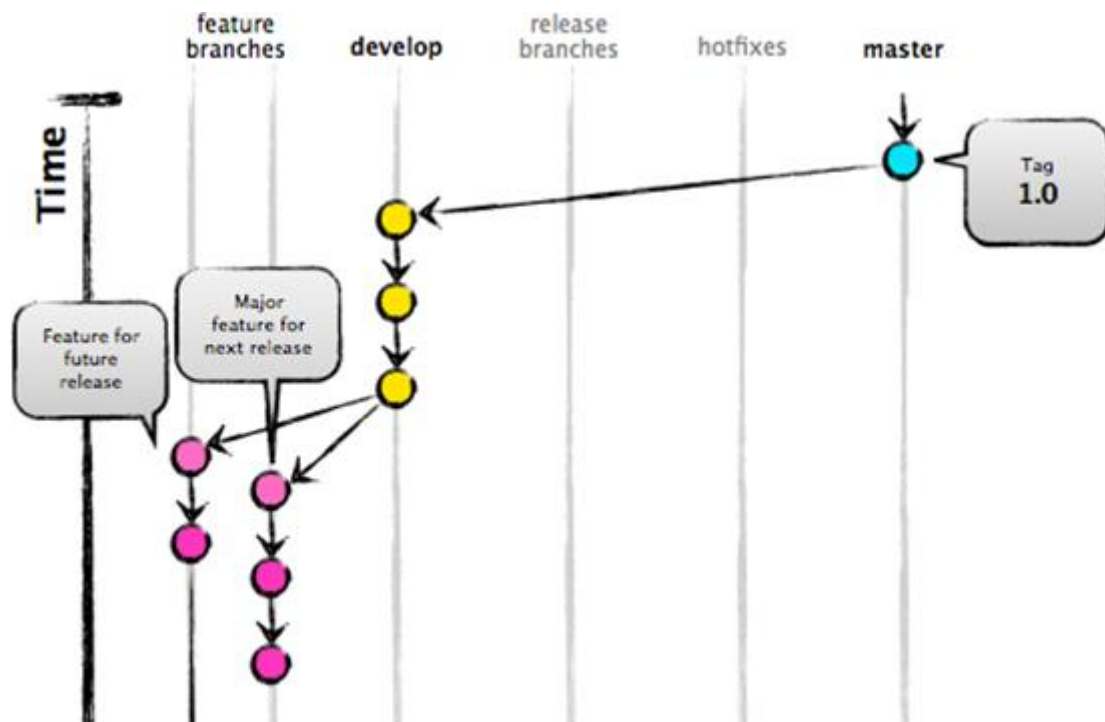 feature
branches
develop
release
branches
hotfixes
master
Time
Tag
1.0
Major
feature for
next release
Feature for
future
release